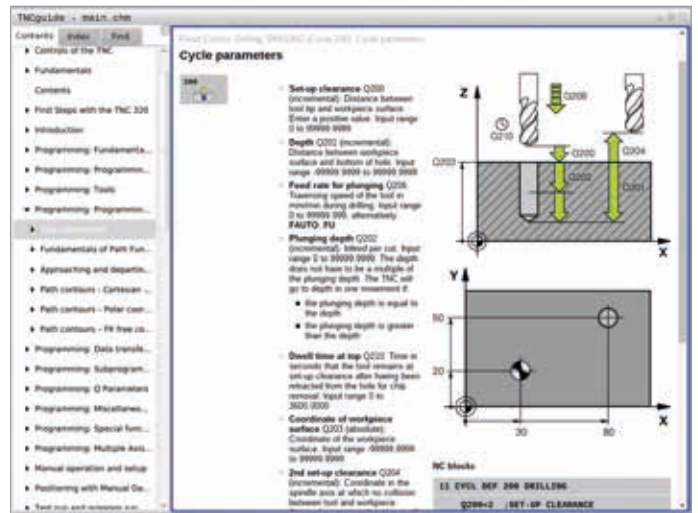 TNCguide - main.chm
Contents Index Find
Controls of the TNC
Fundamentals
Contents
First Steps with the TNC 320
Introduction
Programming: Fundamenta...
Programming: Programmin...
Programming: Tools
Programming: Programmin...
Fundamentals of Path Fun...
Approaching and departin...
Path contours - Cartesian ...
Path contours - Polar coor...
Path contours - FK free co...
Programming: Data transfe...
Programming: Subprogram...
Programming: Q Parameters
Programming: Miscellaneo...
Programming: Special func...
Programming: Multiple Axis...
Manual operation and setup
Positioning with Manual De...
Test run and program run
Fixed Cycles: Drilling, DRILLING (Cycle 200), Cycle parameters
Cycle parameters
200
Set-up clearance Q200
(incremental): Distance between
tool tip and workpiece surface.
Enter a positive value. Input range
0 to 99999.9999
Depth Q201 (incremental):
Distance between workpiece
surface and bottom of hole. Input
range -99999.9999 to 99999.9999
Feed rate for plunging Q206:
Traversing speed of the tool in
mm/min during drilling. Input range
0 to 99999.999, alternatively
FAUTO, FU
Plunging depth Q202
(incremental): Infeed per cut. Input
range 0 to 99999.9999. The depth
does not have to be a multiple of
the plunging depth. The TNC will
go to depth in one movement if:
the plunging depth is equal to
the depth
the plunging depth is greater
than the depth
Dwell time at top Q210: Time in
seconds that the tool remains at
set-up clearance after having been
retracted from the hole for chip
removal. Input range 0 to
3600.0000
Coordinate of workpiece
surface Q203 (absolute):
Coordinate of the workpiece
surface. Input range -99999.9999
to 99999.9999
2nd set-up clearance Q204
(incremental): Coordinate in the
spindle axis at which no collision
between tool and workpiece
Z
Q206
Q210
Q200
Q204
Q203
Q202
Q201
X
Y
50
20
X
30
80
NC blocks
11 CYCL DEF 200 DRILLING
Q200=2 ;SET-UP CLEARANCE